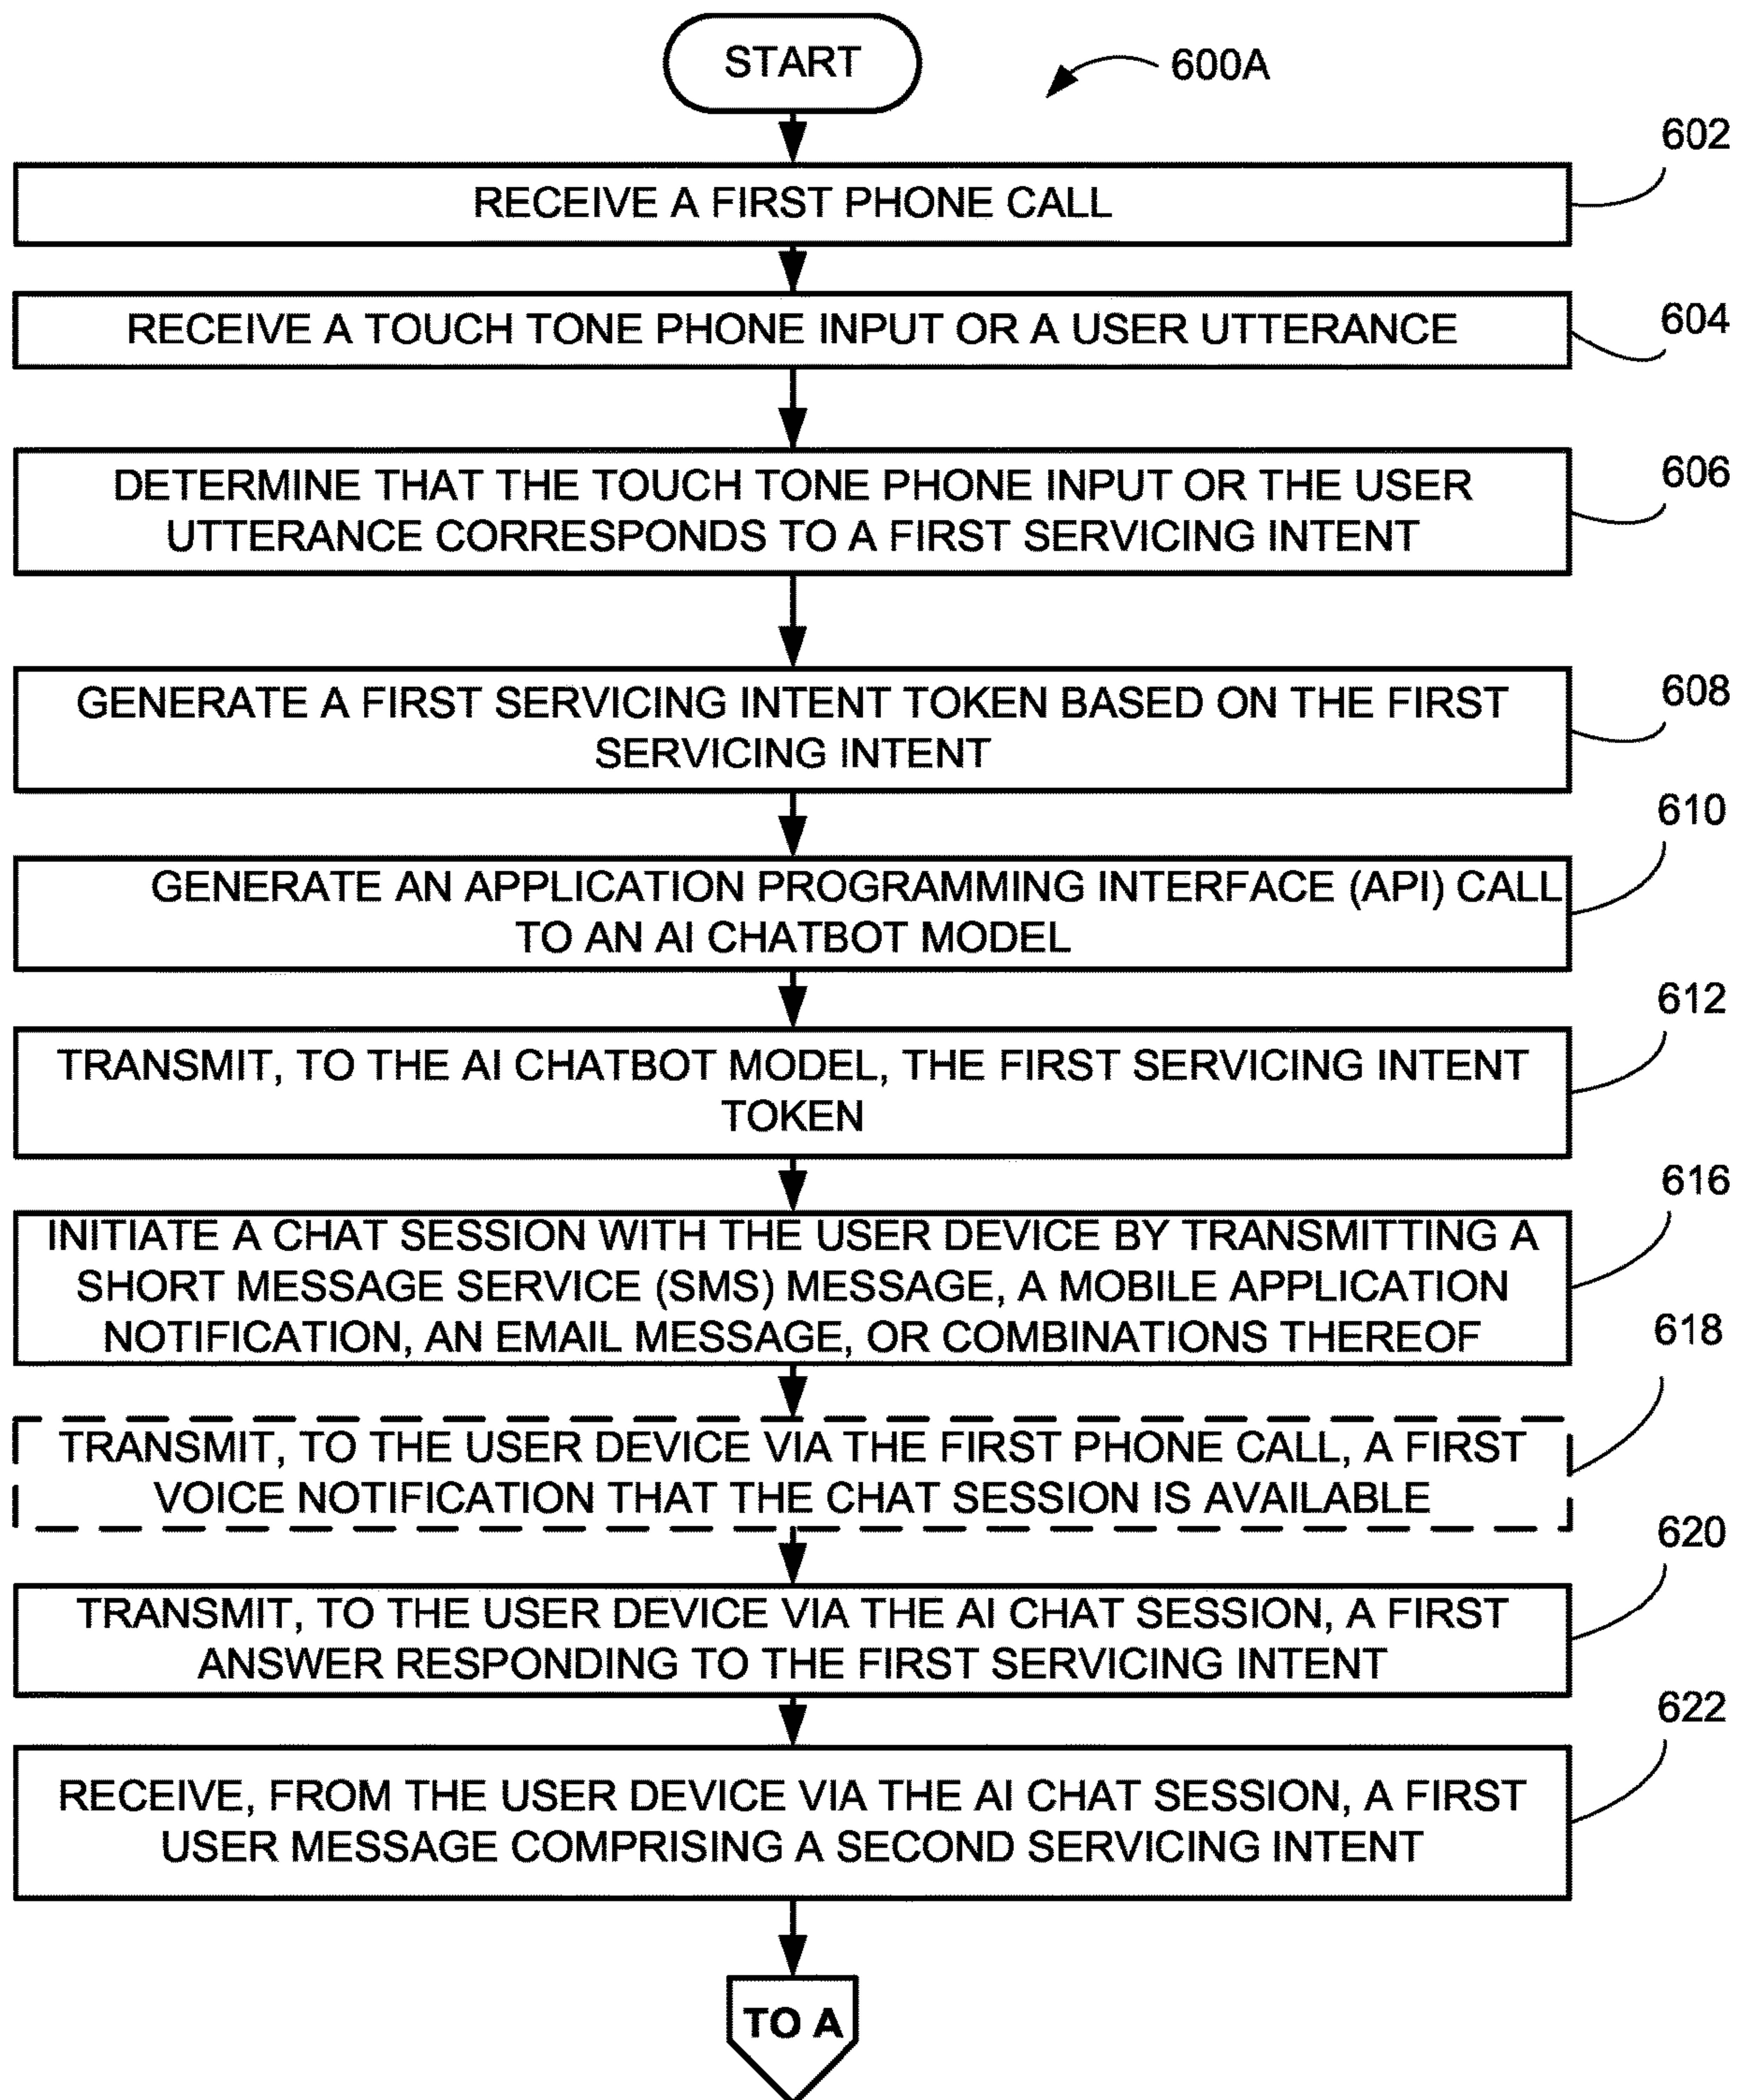 START
600A
602
RECEIVE A FIRST PHONE CALL
604
RECEIVE A TOUCH TONE PHONE INPUT OR A USER UTTERANCE
606
DETERMINE THAT THE TOUCH TONE PHONE INPUT OR THE USER
UTTERANCE CORRESPONDS TO A FIRST SERVICING INTENT
608
GENERATE A FIRST SERVICING INTENT TOKEN BASED ON THE FIRST
SERVICING INTENT
610
GENERATE AN APPLICATION PROGRAMMING INTERFACE (API) CALL
TO AN AI CHATBOT MODEL
612
TRANSMIT, TO THE AI CHATBOT MODEL, THE FIRST SERVICING INTENT
TOKEN
616
INITIATE A CHAT SESSION WITH THE USER DEVICE BY TRANSMITTING A
SHORT MESSAGE SERVICE (SMS) MESSAGE, A MOBILE APPLICATION
NOTIFICATION, AN EMAIL MESSAGE, OR COMBINATIONS THEREOF
618
TRANSMIT, TO THE USER DEVICE VIA THE FIRST PHONE CALL, A FIRST
VOICE NOTIFICATION THAT THE CHAT SESSION IS AVAILABLE
620
TRANSMIT, TO THE USER DEVICE VIA THE AI CHAT SESSION, A FIRST
ANSWER RESPONDING TO THE FIRST SERVICING INTENT
622
RECEIVE, FROM THE USER DEVICE VIA THE AI CHAT SESSION, A FIRST
USER MESSAGE COMPRISING A SECOND SERVICING INTENT
TO A